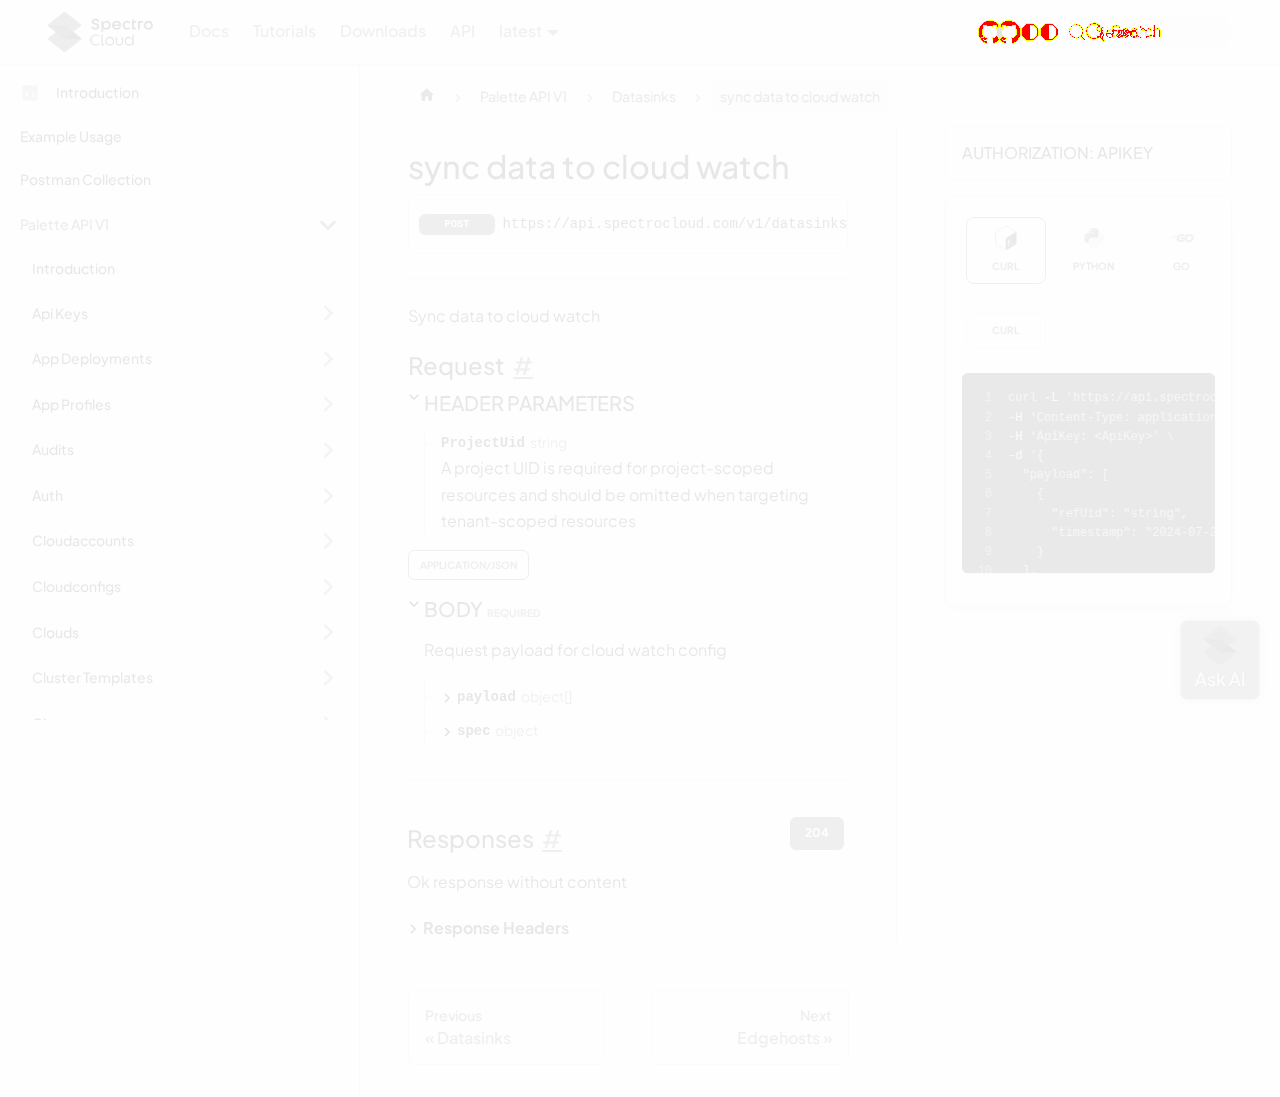 Spectro
Cloud
Docs
Tutorials
Downloads
API
latest
Search
Introduction
Example Usage
Postman Collection
Palette API V1
Introduction
Api Keys
App Deployments
App Profiles
Audits
Auth
Cloudaccounts
Cloudconfigs
Clouds
Cluster Templates
Palette API V1
Datasinks
sync data to cloud watch
sync data to cloud watch
POST https://api.spectrocloud.com/v1/datasinks
Sync data to cloud watch
Request #
HEADER PARAMETERS
ProjectUid string
A project UID is required for project-scoped
resources and should be omitted when targeting
tenant-scoped resources
APPLICATION/JSON
BODY REQUIRED
Request payload for cloud watch config
payload object[]
spec object
Responses #
204
Ok response without content
Response Headers
Previous
« Datasinks
Next
Edgehosts »
AUTHORIZATION: APIKEY
CURL
PYTHON
GO
CURL
1 curl -L 'https://api.spectroc
2 -H 'Content-Type: application
3 -H 'ApiKey: <ApiKey>' \
4 -d '{
5 "payload": [
6 {
7 "refUid": "string",
8 "timestamp": "2024-07-2
9 }
10 ],
Ask AI